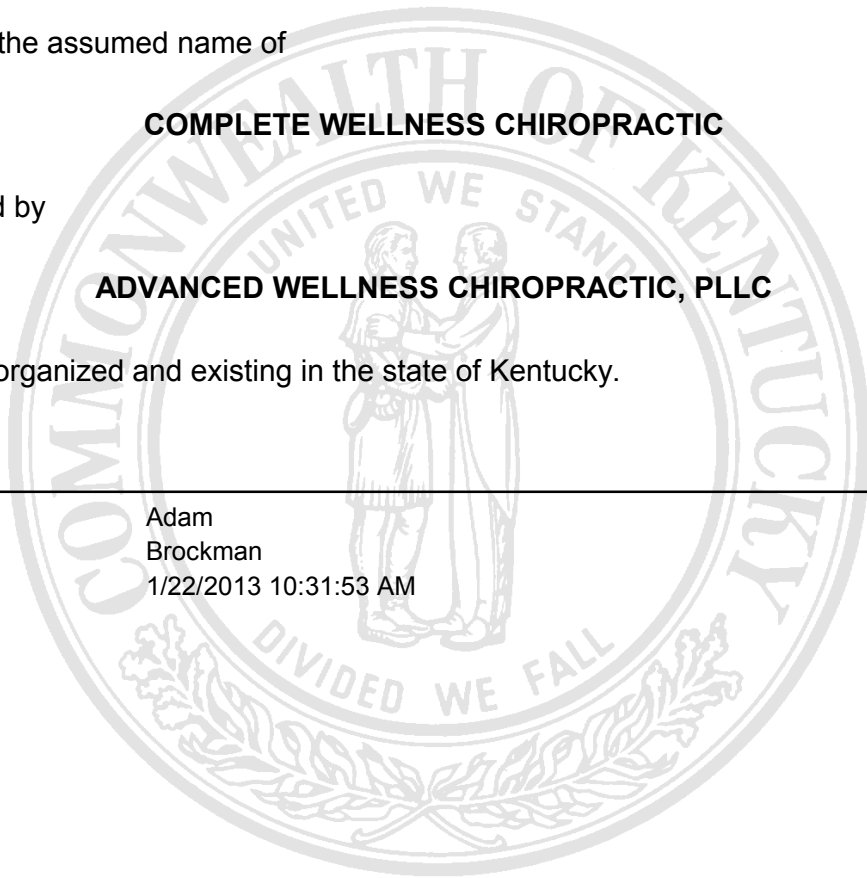 the assumed name of
COMPLETE WELLNESS CHIROPRACTIC
d by
ADVANCED WELLNESS CHIROPRACTIC, PLLC
organized and existing in the state of Kentucky.
Adam
Brockman
1/22/2013 10:31:53 AM
COMMONWEALTH OF KENTUCKY
UNITED WE STAND
DIVIDED WE FALL